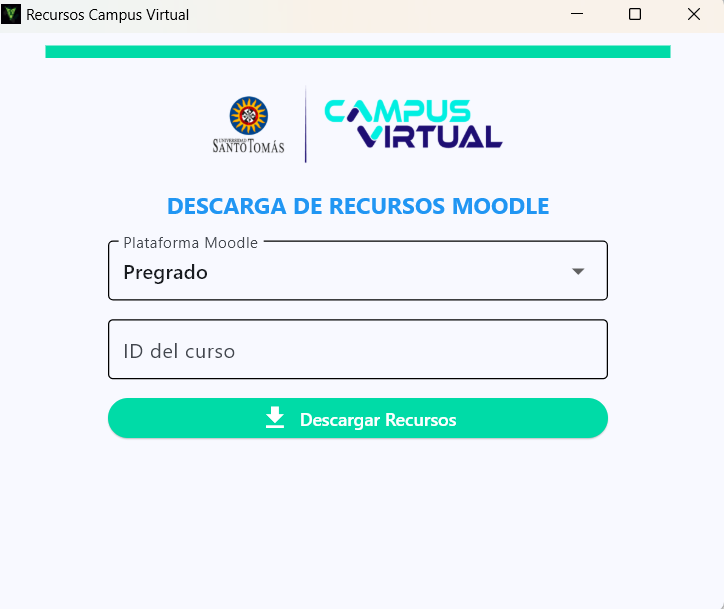 Recursos Campus Virtual
UNIVERSIDAD
SANTO TOMÁS
CAMPUS
VIRTUAL
DESCARGA DE RECURSOS MOODLE
Plataforma Moodle
Pregrado
ID del curso
Descargar Recursos